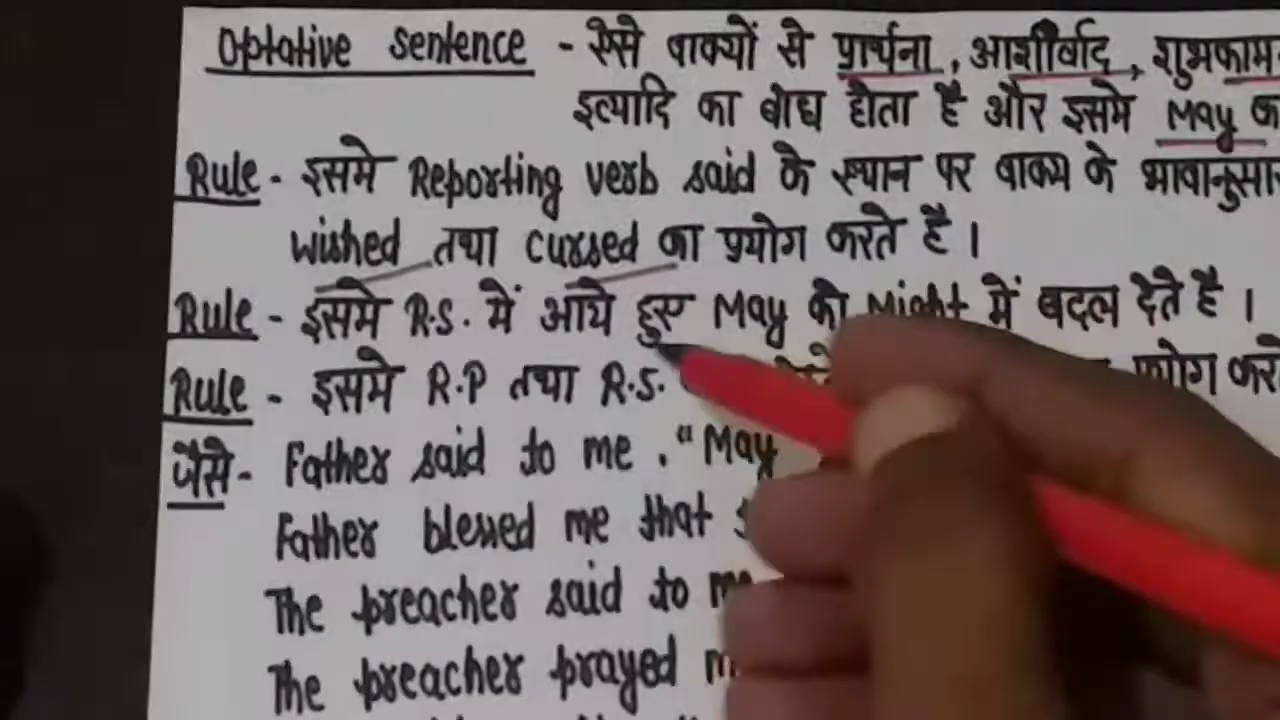 Optative Sentence - ऐसे वाक्यों से प्रार्थना, आशीर्वाद, शुभकाम
इत्यादि का बोध होता है और इसमे May
Rule - इसमे Reporting verb said के स्थान पर वाक्य के भावानुसार
wished तथा cursed का प्रयोग करते है।
Rule - इसमे R.S. में आये हुए May को Might में बदल देते है।
Rule - इसमे R.P तथा R.S. प्रयोग करे
जैसे - Father said to me, "May
Father blessed me that
The preacher said to
The preacher prayed